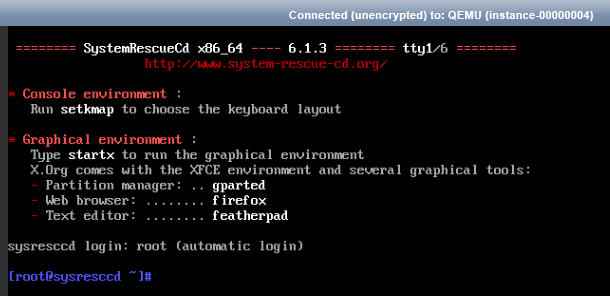 Connected (unencrypted) to: QEMU (instance-00000004)
======== SystemRescueCd x86_64 ---- 6.1.3 ======== tty1/6 ========
http://www.system-rescue-cd.org/
* Console environment :
Run setkmap to choose the keyboard layout
* Graphical environment :
Type startx to run the graphical environment
X.Org comes with the XFCE environment and several graphical tools:
- Partition manager: .. gparted
- Web browser: ........ firefox
- Text editor: ........ featherpad
sysresccd login: root (automatic login)
[root@sysresccd ~]#